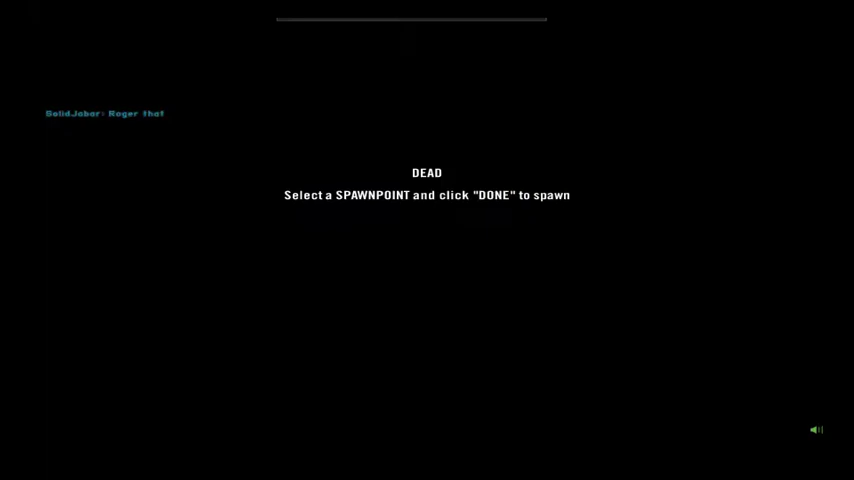 SolidJabar: Roger that
DEAD
Select a SPAWNPOINT and click "DONE" to spawn